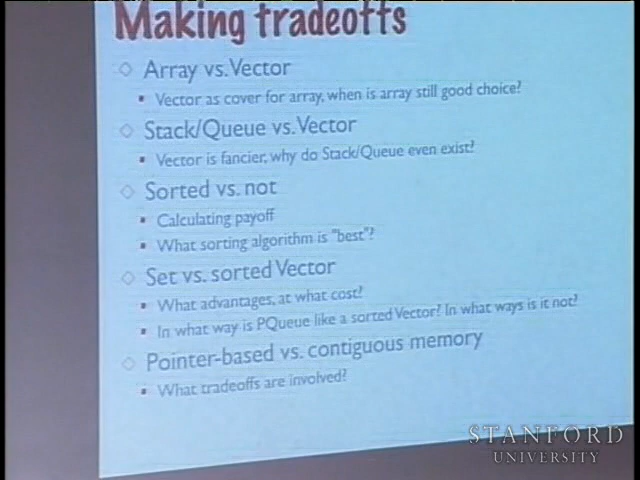 Making tradeoffs
Array vs. Vector
Vector as cover for array, when is array still good choice?
Stack/Queue vs. Vector
Vector is fancier, why do Stack/Queue even exist?
Sorted vs. not
Calculating payoff
What sorting algorithm is "best"?
Set vs. sorted Vector
What advantages, at what cost?
In what way is PQueue like a sorted Vector? In what ways is it not?
Pointer-based vs. contiguous memory
What tradeoffs are involved?
STANFORD
UNIVERSITY